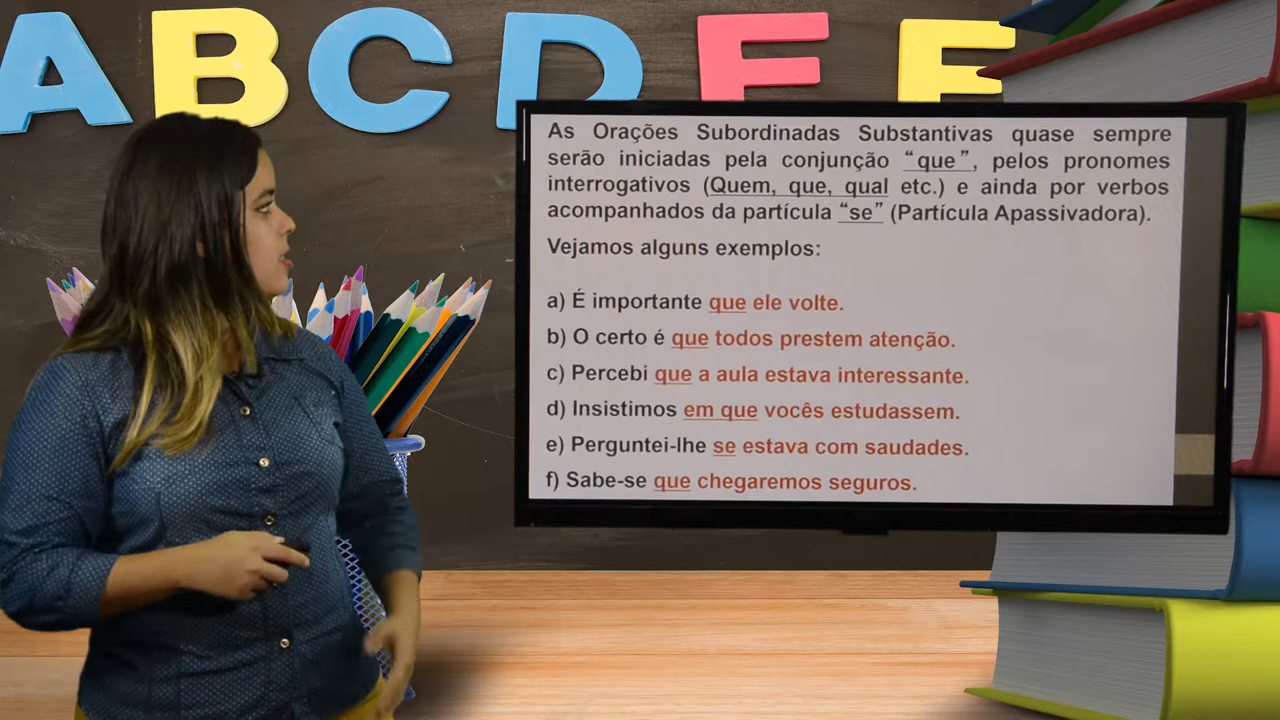 A B C D E E
As Orações Subordinadas Substantivas quase sempre
serão iniciadas pela conjunção “que”, pelos pronomes
interrogativos (Quem, que, qual etc.) e ainda por verbos
acompanhados da partícula “se” (Partícula Apassivadora).
Vejamos alguns exemplos:
a) É importante que ele volte.
b) O certo é que todos prestem atenção.
c) Percebi que a aula estava interessante.
d) Insistimos em que vocês estudassem.
e) Perguntei-lhe se estava com saudades.
f) Sabe-se que chegaremos seguros.